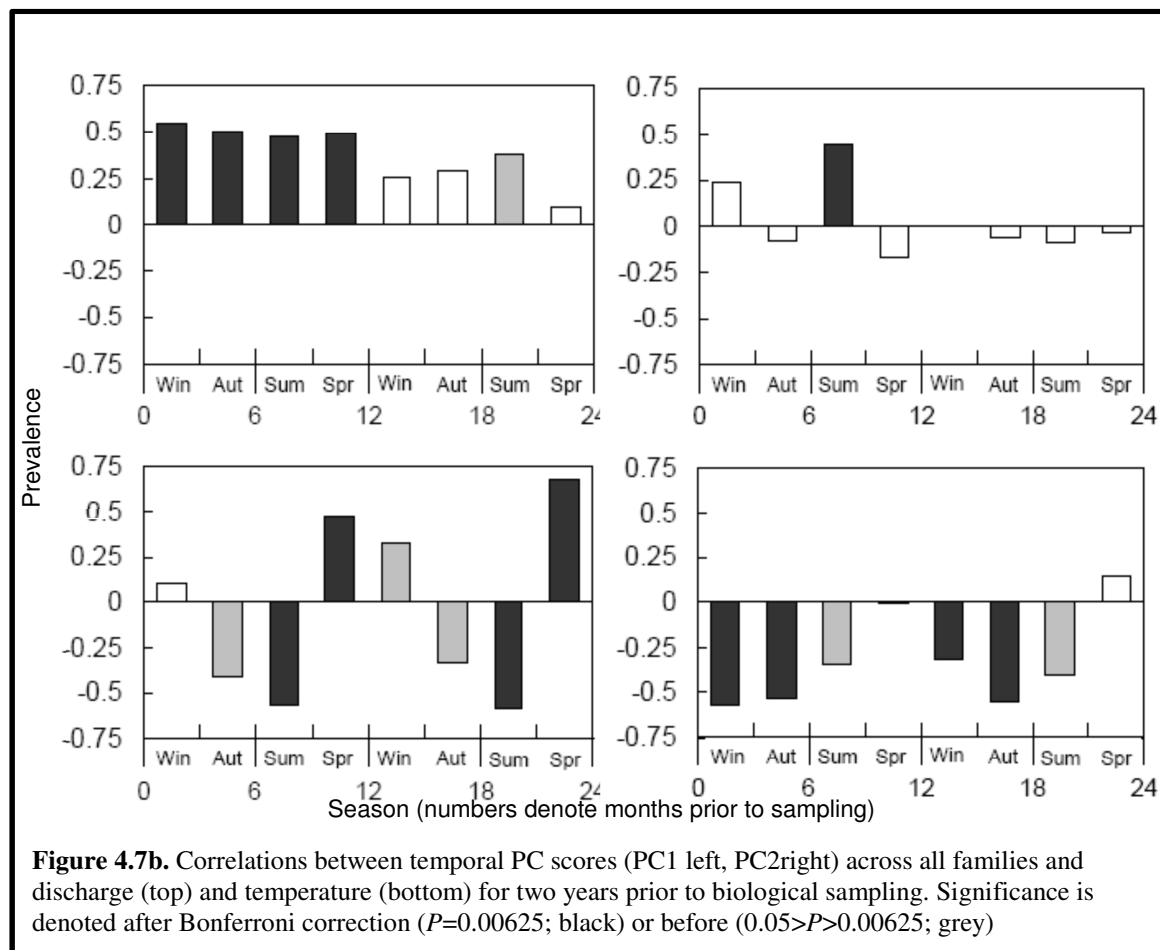 0.75 0.75
0.5 0.5
0.25 0.25
0 0
-0.25 -0.25
-0.5 -0.5
-0.75 -0.75
Win Aut Sum Spr Win Aut Sum Spr Win Aut Sum Spr Win Aut Sum Spr
0 6 12 18 24 0 6 12 18 24
Prevalence
0.75 0.75
0.5 0.5
0.25 0.25
0 0
-0.25 -0.25
-0.5 -0.5
-0.75 -0.75
Win Aut Sum Spr Win Aut Sum Spr Win Aut Sum Spr Win Aut Sum Spr
0 6 12 18 24 0 6 12 18 24
Season (numbers denote months prior to sampling)
Figure 4.7b. Correlations between temporal PC scores (PC1 left, PC2right) across all families and
discharge (top) and temperature (bottom) for two years prior to biological sampling. Significance is
denoted after Bonferroni correction (P=0.00625; black) or before (0.05>P>0.00625; grey)